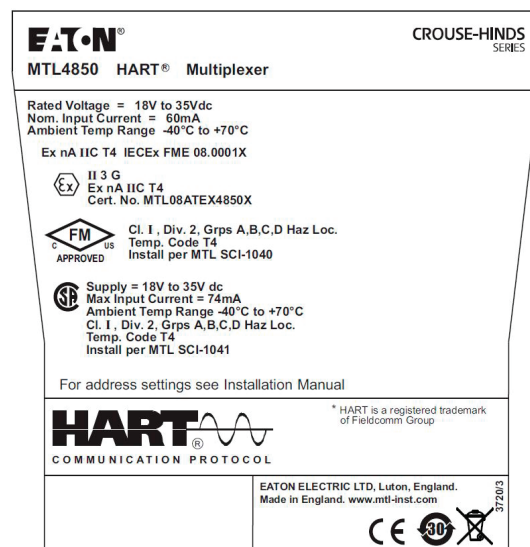 EATON®
CROUSE-HINDS
SERIES
MTL4850 HART® Multiplexer
Rated Voltage = 18V to 35Vdc
Nom. Input Current = 60mA
Ambient Temp Range -40°C to +70°C
Ex nA IIC T4 IECEx FME 08.0001X
Ex
II 3 G
Ex nA IIC T4
Cert. No. MTL08ATEX4850X
FM
C US
APPROVED
Cl. I , Div. 2, Grps A,B,C,D Haz Loc.
Temp. Code T4
Install per MTL SCI-1040
SA
Supply = 18V to 35V dc
Max Input Current = 74mA
Ambient Temp Range -40°C to +70°C
Cl. I , Div. 2, Grps A,B,C,D Haz Loc.
Temp. Code T4
Install per MTL SCI-1041
For address settings see Installation Manual
HART®
COMMUNICATION PROTOCOL
* HART is a registered trademark
of Fieldcomm Group
EATON ELECTRIC LTD, Luton, England.
Made in England. www.mtl-inst.com
3720/3
CE
30